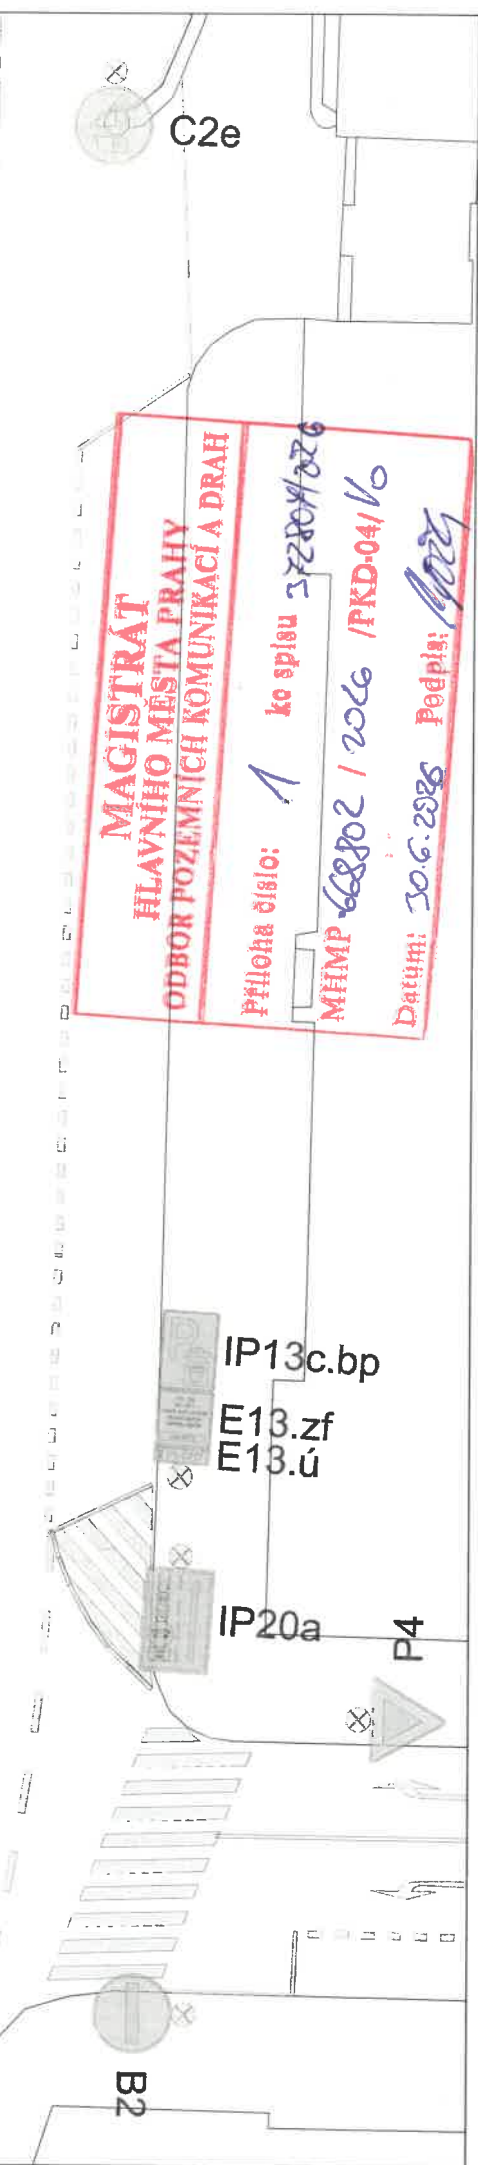 C2e
MAGISTRÁT
HLAVNÍHO MĚSTA PRAHY
ODBOR POZEMNÍCH KOMUNIKACÍ A DRAH
Příloha číslo: 1 ke spisu
MHMP 668802 / 2026 /PKD-O4/Vo
Datum: 30.6.2026 Podpis:
IP13c.bp
E13.zf
E13.ú
IP20a
P4
B2